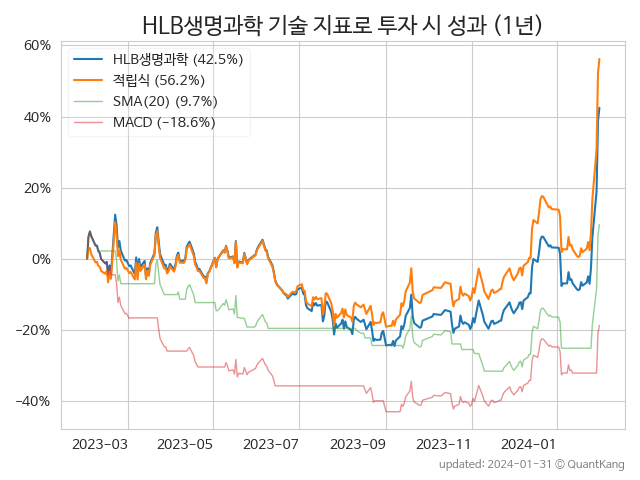 HLB생명과학 기술 지표로 투자 시 성과 (1년)
HLB생명과학 (42.5%)
적립식 (56.2%)
SMA(20) (9.7%)
MACD (−18.6%)
60%
40%
20%
0%
−20%
−40%
2023−03 2023−05 2023−07 2023−09 2023−11 2024−01
updated: 2024-01-31 © QuantKang